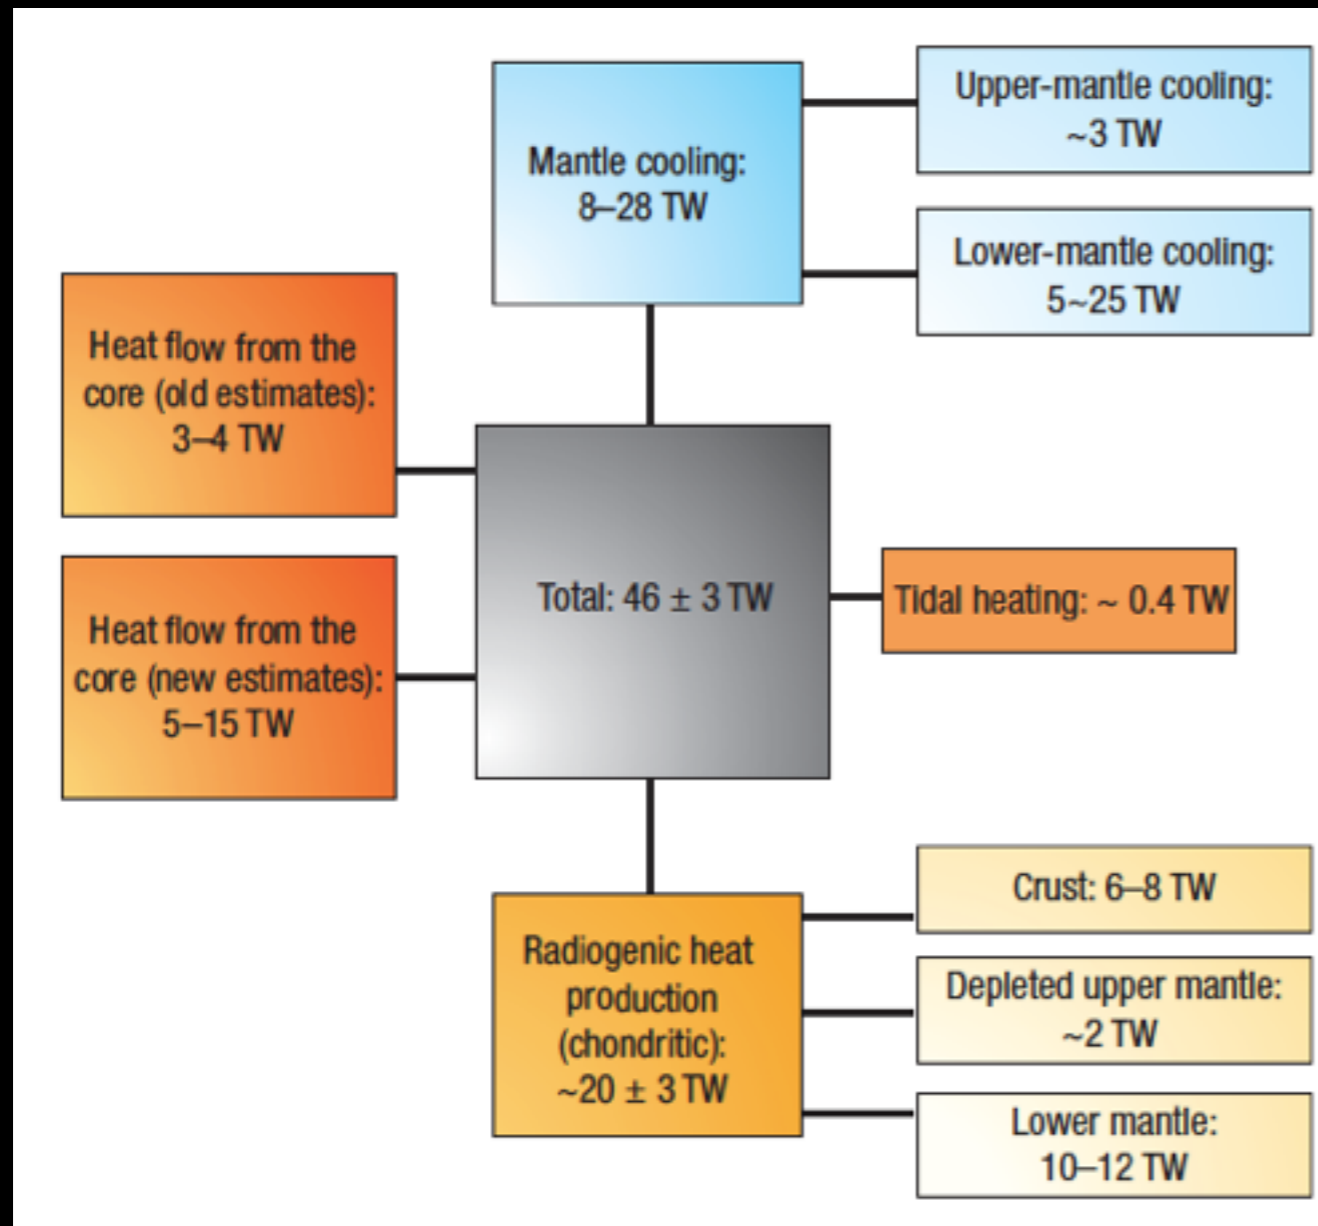 Mantle cooling:
8–28 TW
Upper-mantle cooling:
~3 TW
Lower-mantle cooling:
5~25 TW
Heat flow from the
core (old estimates):
3–4 TW
Heat flow from the
core (new estimates):
5–15 TW
Total: 46 ± 3 TW
Tidal heating: ~ 0.4 TW
Radiogenic heat
production
(chondritic):
~20 ± 3 TW
Crust: 6–8 TW
Depleted upper mantle:
~2 TW
Lower mantle:
10–12 TW